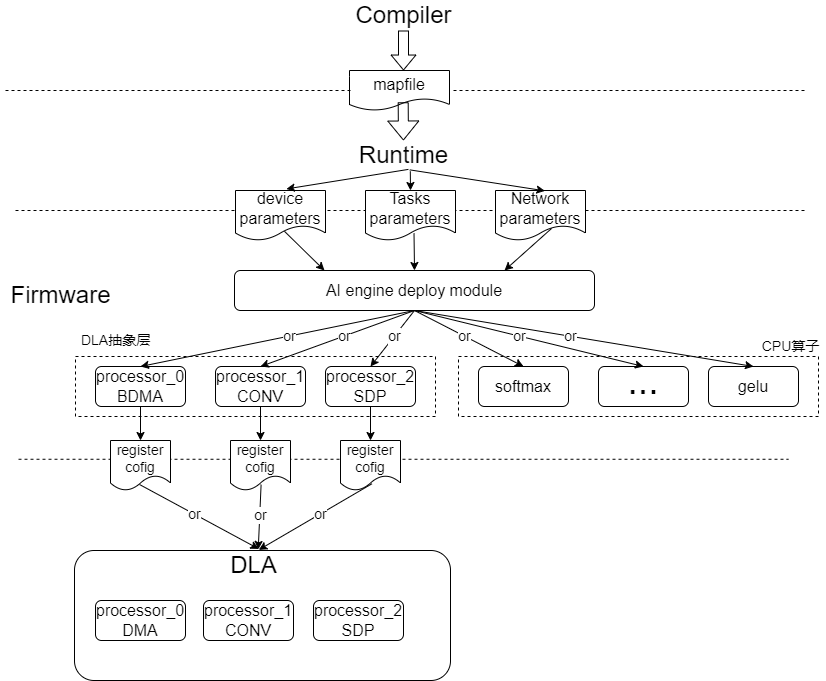 Compiler
mapfile
Runtime
device
parameters
Tasks
parameters
Network
parameters
Firmware
AI engine deploy module
DLA抽象层
or
or
or
or
or
or
CPU算子
processor_0
BDMA
processor_1
CONV
processor_2
SDP
softmax
...
gelu
register
cofig
register
cofig
register
cofig
or
or
or
DLA
processor_0
DMA
processor_1
CONV
processor_2
SDP